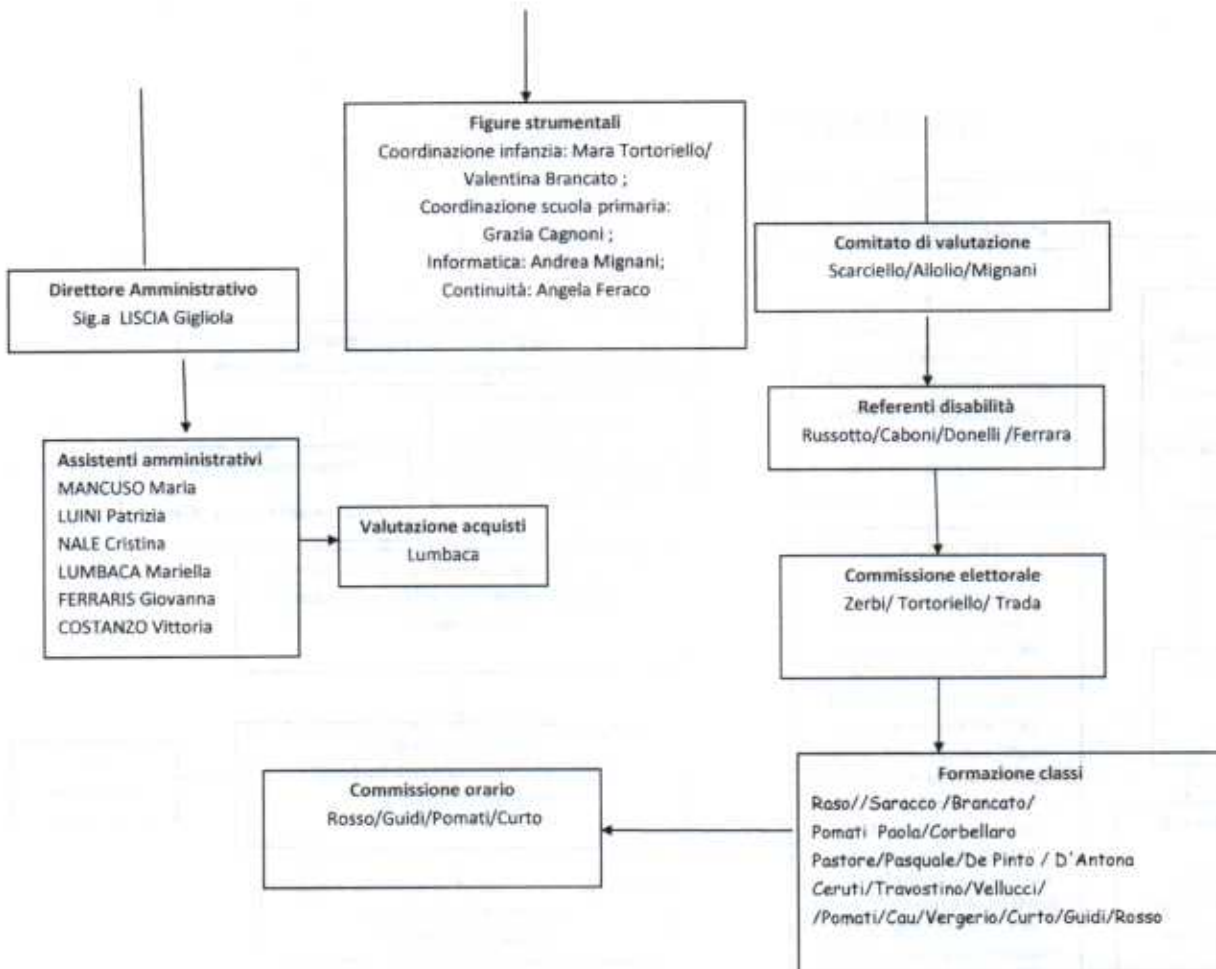 Figure strumentali
Coordinazione infanzia: Mara Tortoriello/
Valentina Brancato ;
Coordinazione scuola primaria:
Grazia Cagnoni ;
Informatica: Andrea Mignani;
Continuità: Angela Feraco
Comitato di valutazione
Scarciello/Allolio/Mignani
Direttore Amministrativo
Sig.a LISCIA Gigliola
Referenti disabilità
Russotto/Caboni/Donelli /Ferrara
Assistenti amministrativi
MANCUSO Maria
LUINI Patrizia
NALE Cristina
LUMBACA Mariella
FERRARIS Giovanna
COSTANZO Vittoria
Valutazione acquisti
Lumbaca
Commissione elettorale
Zerbi/ Tortoriello/ Trada
Commissione orario
Rosso/Guidi/Pomati/Curto
Formazione classi
Raso//Saracco /Brancato/
Pomati Paola/Corbellaro
Pastore/Pasquale/De Pinto / D'Antona
Ceruti/Travostino/Vellucci/
/Pomati/Cau/Vergerio/Curto/Guidi/Rosso